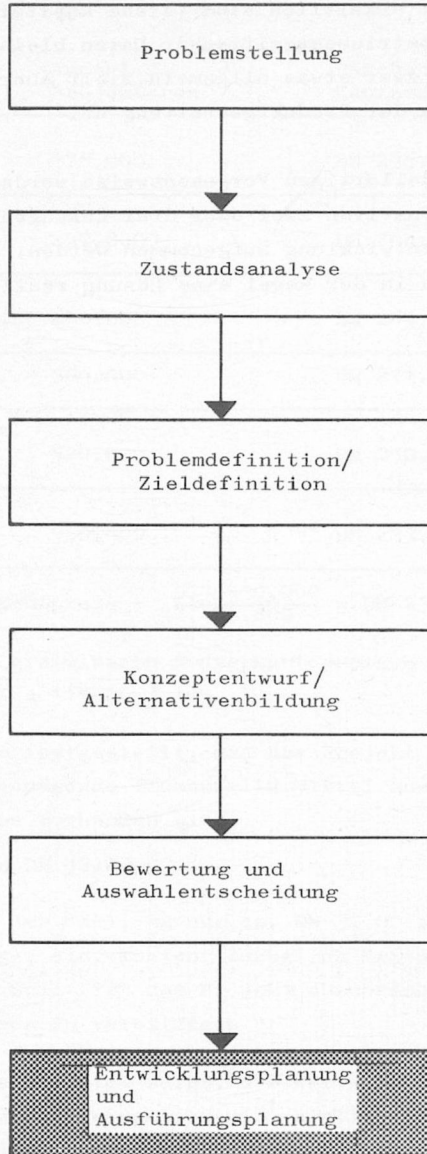 Problemstellung
Zustandsanalyse
Problemdefinition/
Zieldefinition
Konzeptentwurf/
Alternativenbildung
Bewertung und
Auswahlentscheidung
Entwicklungsplanung
und
Ausführungsplanung